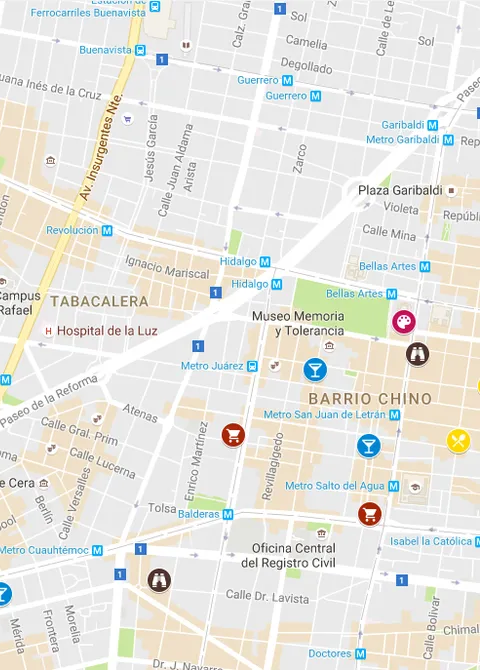 Estación de
Ferrocarriles Buenavista
Sol
1
Calz. Gra
Calle de Le
Camelia
Sol
Buenavista
1
Degollado
Guerrero M
Guerrero M
Juana Inés de la Cruz
Paseo
Av. Insurgentes Nte.
Jesús García
Calle Juan Aldama
Arista
Zarco
Garibaldi M
Metro Garibaldi M
Rep
Plaza Garibaldi
Violeta
Repúbli
Calle Mina
Revolución M
Hidalgo M
Ignacio Mariscal
Bellas Artes M
Hidalgo M
Campus
Rafael
TABACALERA
1
Bellas Artes M
H Hospital de la Luz
Museo Memoria
y Tolerancia
1
Metro Juárez
Paseo de la Reforma
BARRIO CHINO
Atenas
Metro San Juan de Letrán M
Calle Gral. Prim
Calle Lucerna
Enrico Martínez
Revillagigedo
e Cera
Berlín
Calle Versalles
Metro Salto del Agua M
Tolsa
Balderas M
pol
Metro Cuauhtémoc M
1
Oficina Central
del Registro Civil
Isabel la Católica M
1
1
Calle Dr. Lavista
Mérida
Frontera
Morelia
Calle Bolívar
Chimal
Doctores M
Dr. J. Navarro